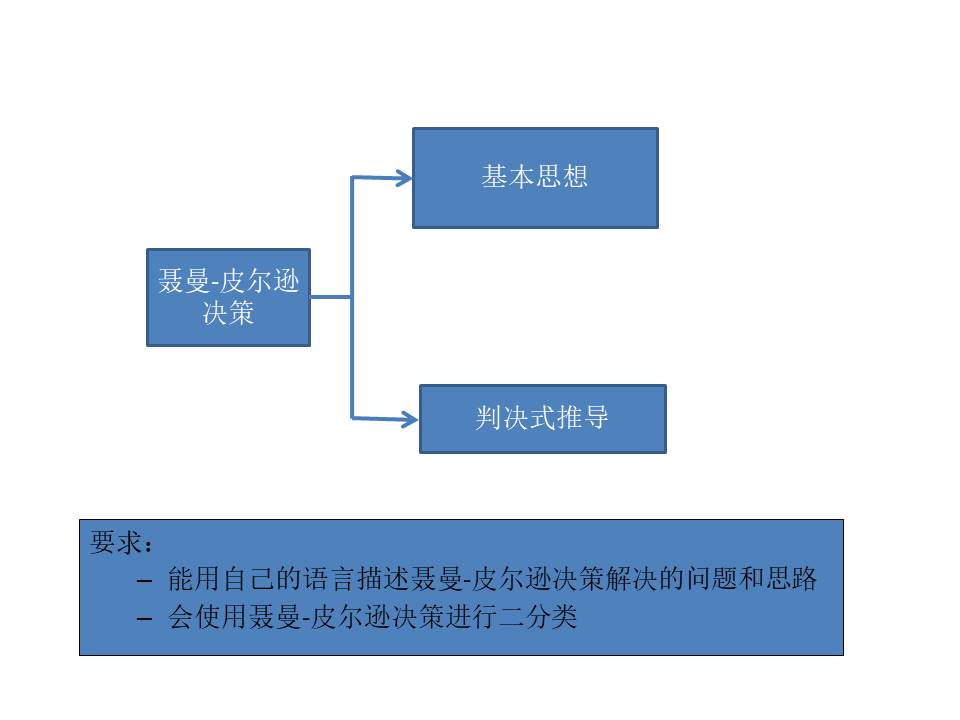 基本思想
聂曼-皮尔逊
决策
判决式推导
要求：
– 能用自己的语言描述聂曼-皮尔逊决策解决的问题和思路
– 会使用聂曼-皮尔逊决策进行二分类